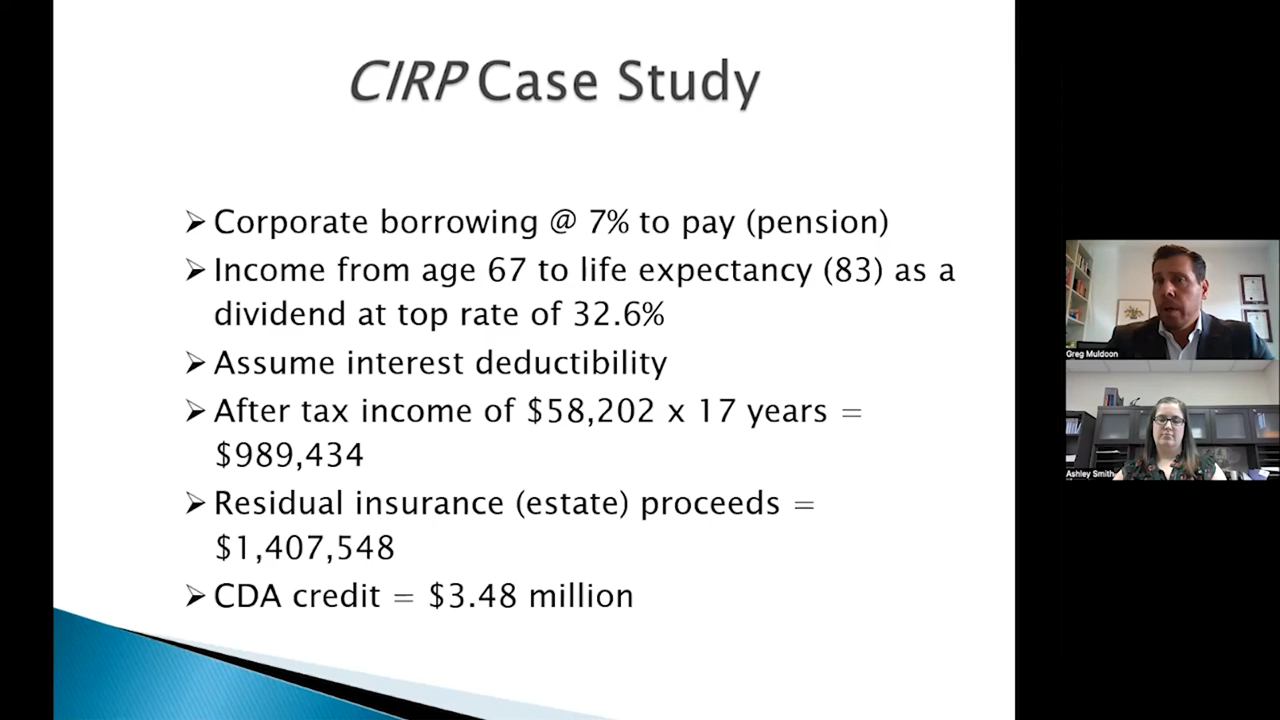 CIRP Case Study
➢ Corporate borrowing @ 7% to pay (pension)
➢ Income from age 67 to life expectancy (83) as a
dividend at top rate of 32.6%
➢ Assume interest deductibility
➢ After tax income of $58,202 x 17 years =
$989,434
➢ Residual insurance (estate) proceeds =
$1,407,548
➢ CDA credit = $3.48 million
Greg Muldoon
Ashley Smith